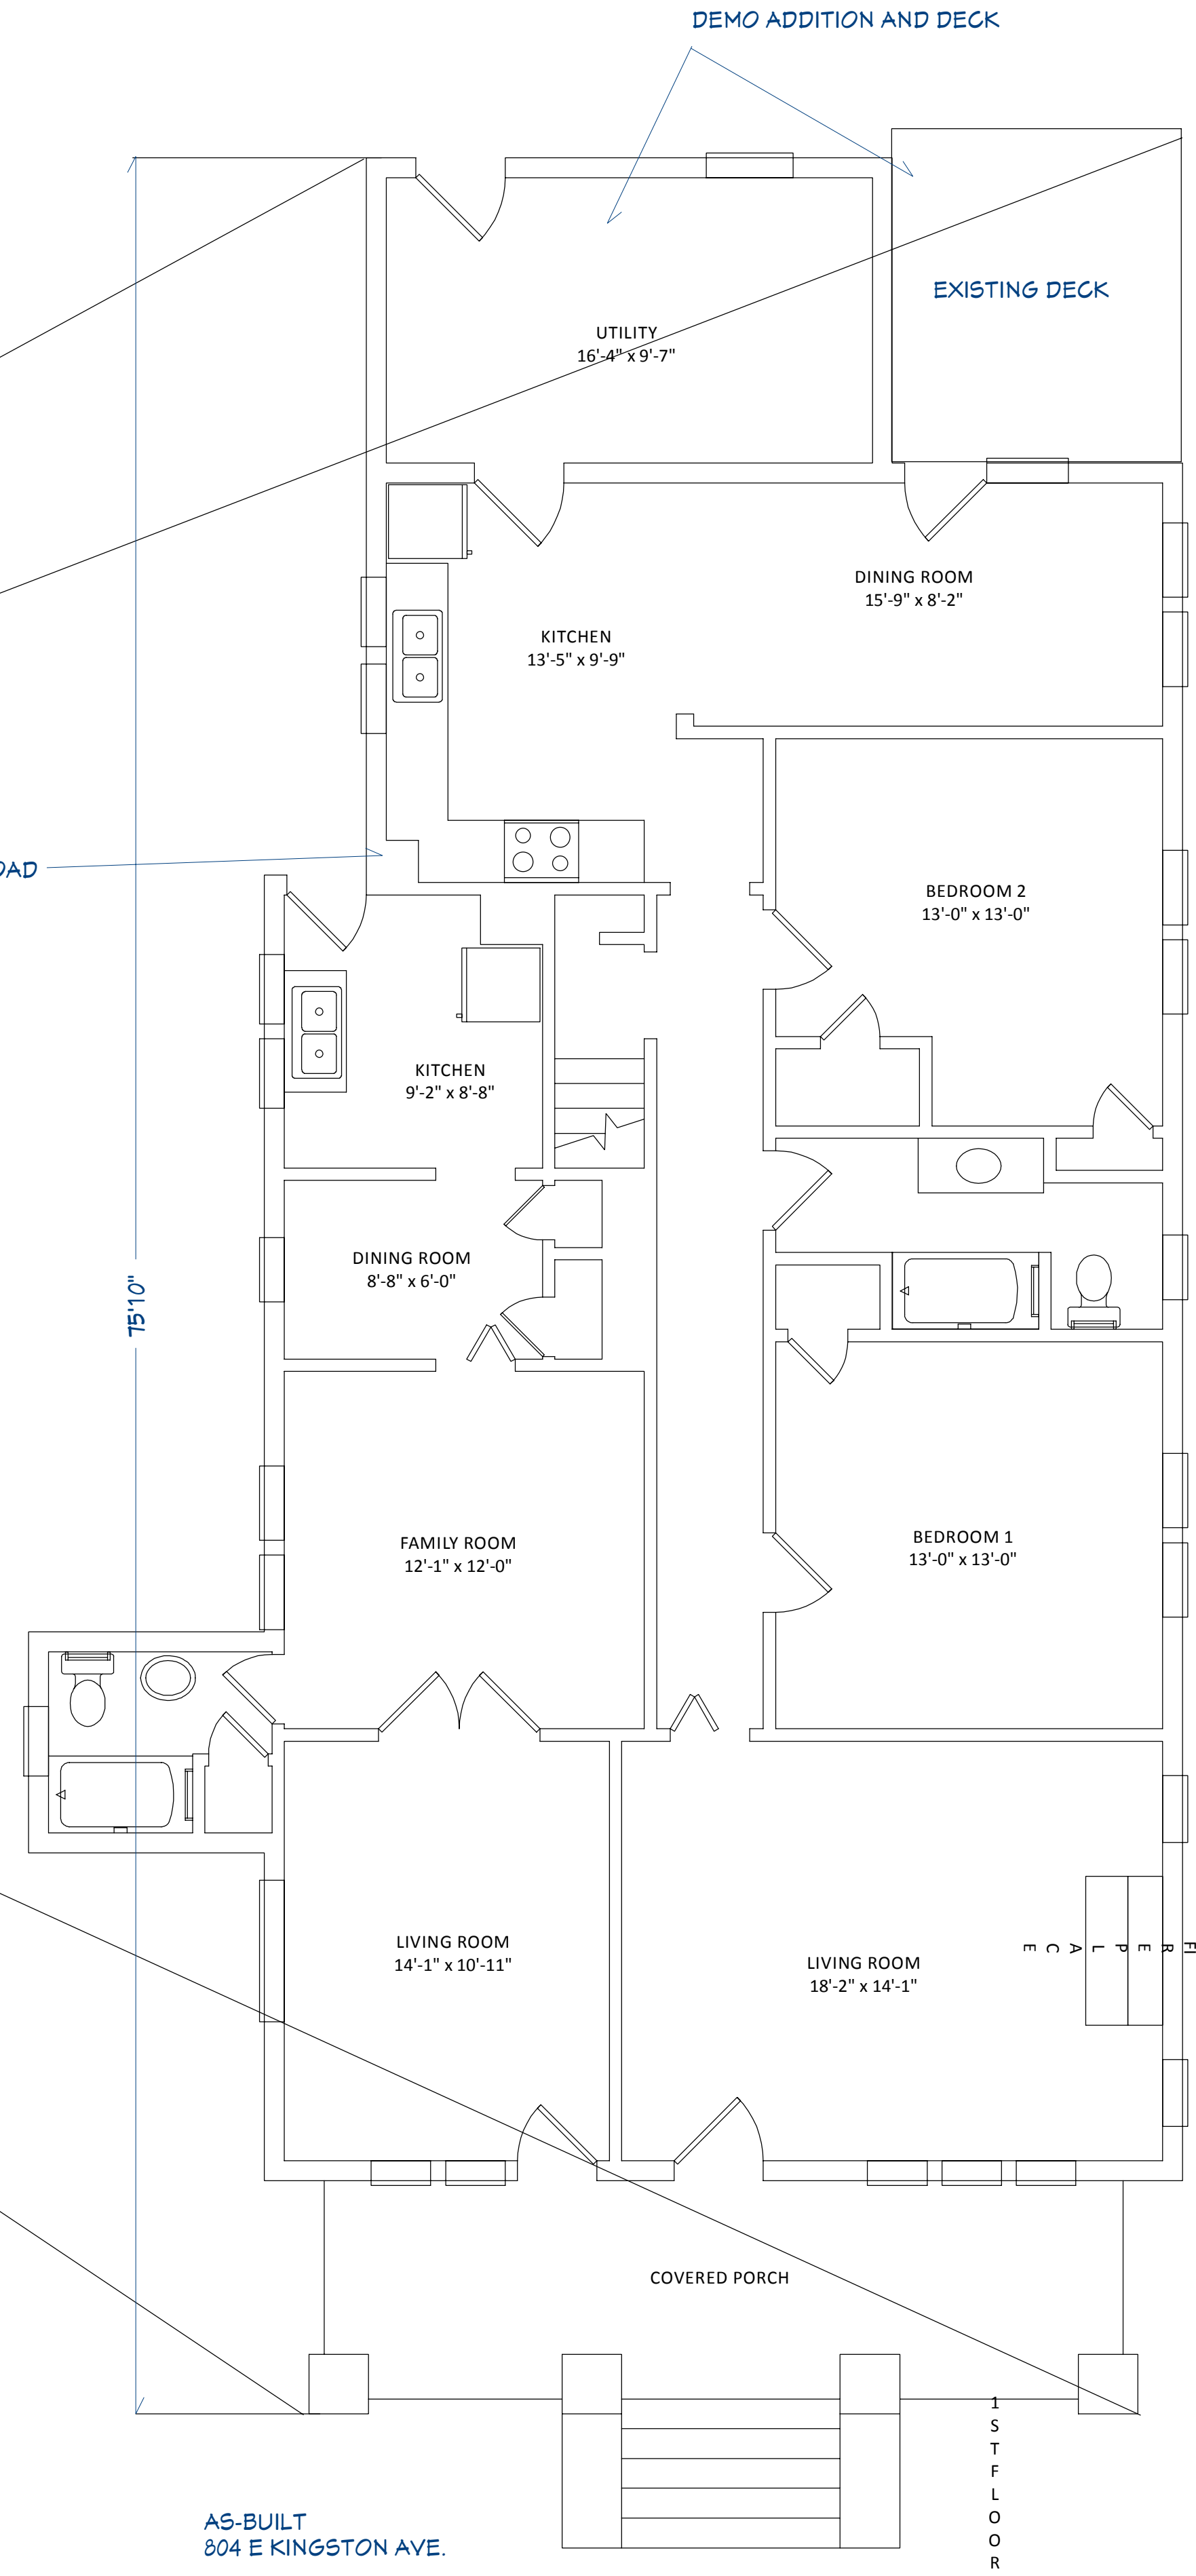 DEMO ADDITION AND DECK
EXISTING DECK
UTILITY
16'-4" x 9'-7"
DINING ROOM
15'-9" x 8'-2"
KITCHEN
13'-5" x 9'-9"
BEDROOM 2
13'-0" x 13'-0"
KITCHEN
9'-2" x 8'-8"
DINING ROOM
8'-8" x 6'-0"
75'10"
FAMILY ROOM
12'-1" x 12'-0"
BEDROOM 1
13'-0" x 13'-0"
LIVING ROOM
14'-1" x 10'-11"
LIVING ROOM
18'-2" x 14'-1"
FIREPLACE
COVERED PORCH
1STFLOOR
AS-BUILT
804 E KINGSTON AVE.